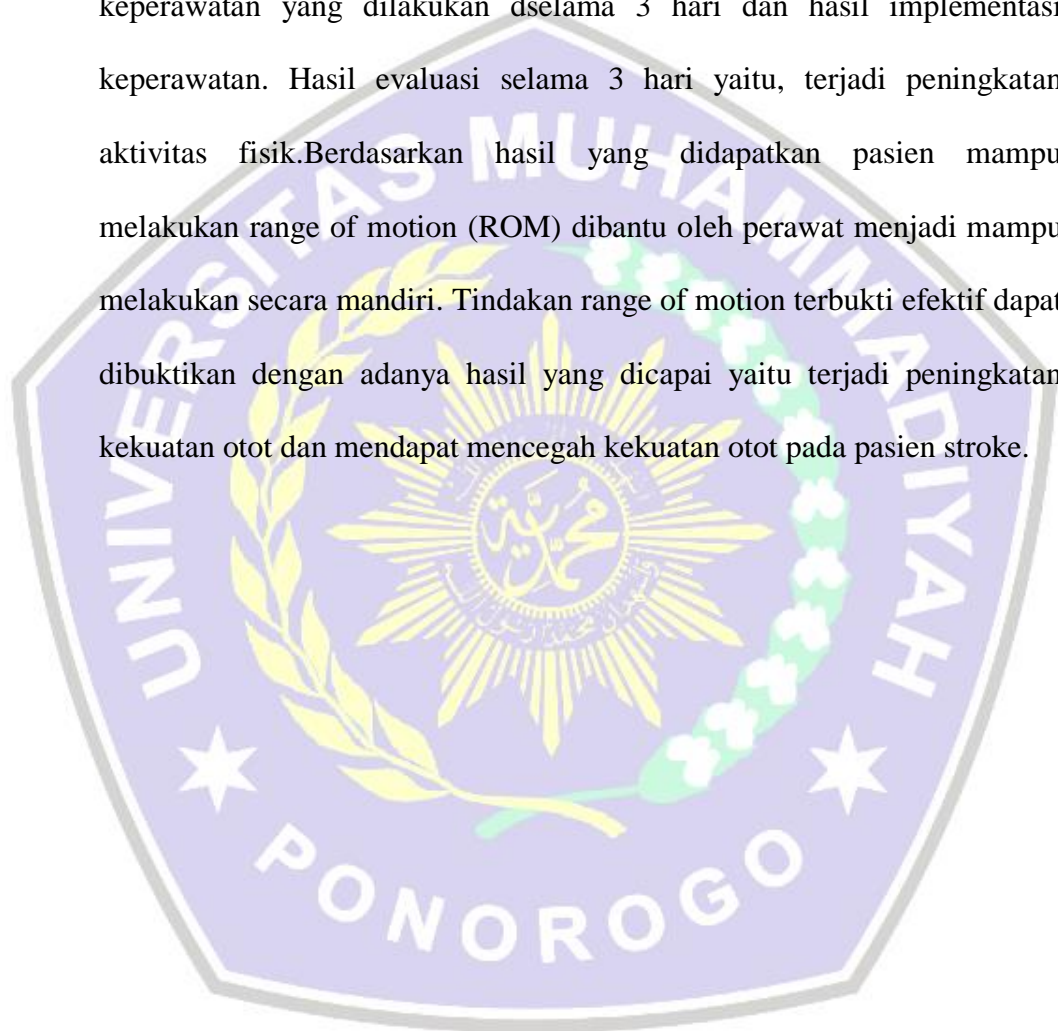 keperawatan yang dilakukan dselama 3 hari dan hasil implementasi
keperawatan. Hasil evaluasi selama 3 hari yaitu, terjadi peningkatan
aktivitas fisik.Berdasarkan hasil yang didapatkan pasien mampu
melakukan range of motion (ROM) dibantu oleh perawat menjadi mampu
melakukan secara mandiri. Tindakan range of motion terbukti efektif dapat
dibuktikan dengan adanya hasil yang dicapai yaitu terjadi peningkatan
kekuatan otot dan mendapat mencegah kekuatan otot pada pasien stroke.
UNIVERSITAS MUHAMMADIYAH
محمدية
PONOROGO